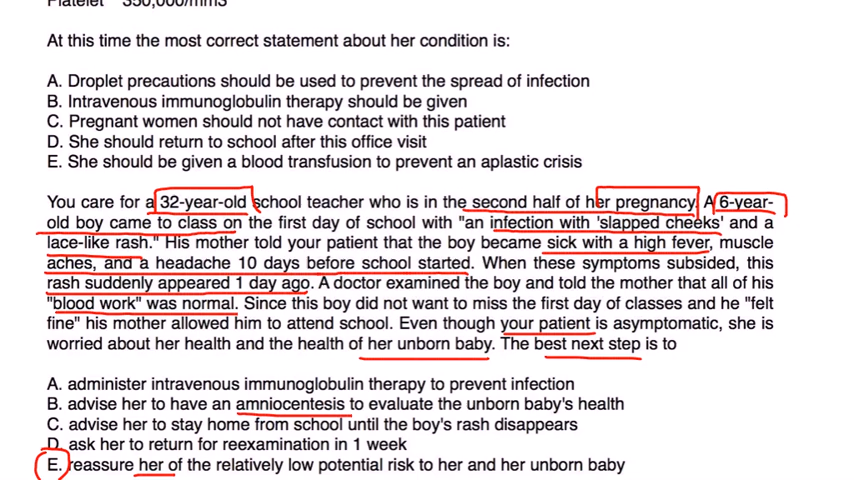 Platelet 350,000/mm3
At this time the most correct statement about her condition is:
A. Droplet precautions should be used to prevent the spread of infection
B. Intravenous immunoglobulin therapy should be given
C. Pregnant women should not have contact with this patient
D. She should return to school after this office visit
E. She should be given a blood transfusion to prevent an aplastic crisis
You care for a 32-year-old school teacher who is in the second half of her pregnancy. A 6-year-
old boy came to class on the first day of school with "an infection with 'slapped cheeks' and a
lace-like rash." His mother told your patient that the boy became sick with a high fever, muscle
aches, and a headache 10 days before school started. When these symptoms subsided, this
rash suddenly appeared 1 day ago. A doctor examined the boy and told the mother that all of his
"blood work" was normal. Since this boy did not want to miss the first day of classes and he "felt
fine" his mother allowed him to attend school. Even though your patient is asymptomatic, she is
worried about her health and the health of her unborn baby. The best next step is to
A. administer intravenous immunoglobulin therapy to prevent infection
B. advise her to have an amniocentesis to evaluate the unborn baby's health
C. advise her to stay home from school until the boy's rash disappears
D. ask her to return for reexamination in 1 week
E. reassure her of the relatively low potential risk to her and her unborn baby